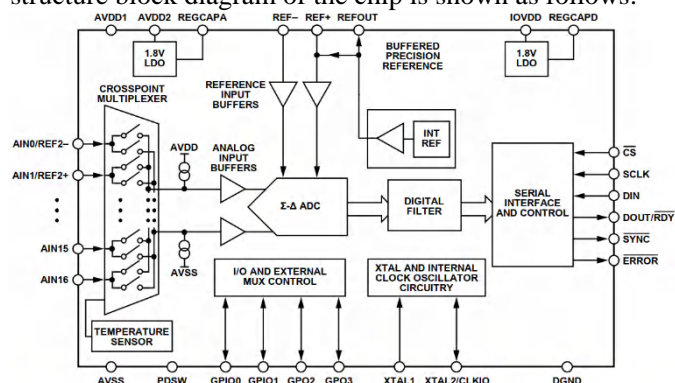 structure block diagram of the chip is shown as follows:
AVDD1 AVDD2 REGCAPA REF– REF+ REFOUT IOVDD REGCAPD
1.8V
LDO
BUFFERED
PRECISION
REFERENCE
1.8V
LDO
CROSSPOINT
MULTIPLEXER
REFERENCE
INPUT
BUFFERS
INT
REF
AVDD
ANALOG
INPUT
BUFFERS
AIN0/REF2–
AIN1/REF2+
AIN15
AIN16
Σ-Δ ADC
DIGITAL
FILTER
SERIAL
INTERFACE
AND CONTROL
CS
SCLK
DIN
DOUT/RDY
SYNC
ERROR
AVSS
I/O AND EXTERNAL
MUX CONTROL
XTAL AND INTERNAL
CLOCK OSCILLATOR
CIRCUITRY
TEMPERATURE
SENSOR
AVSS PDSW GPIO0 GPIO1 GPO2 GPO3 XTAL1 XTAL2/CLKIO DGND